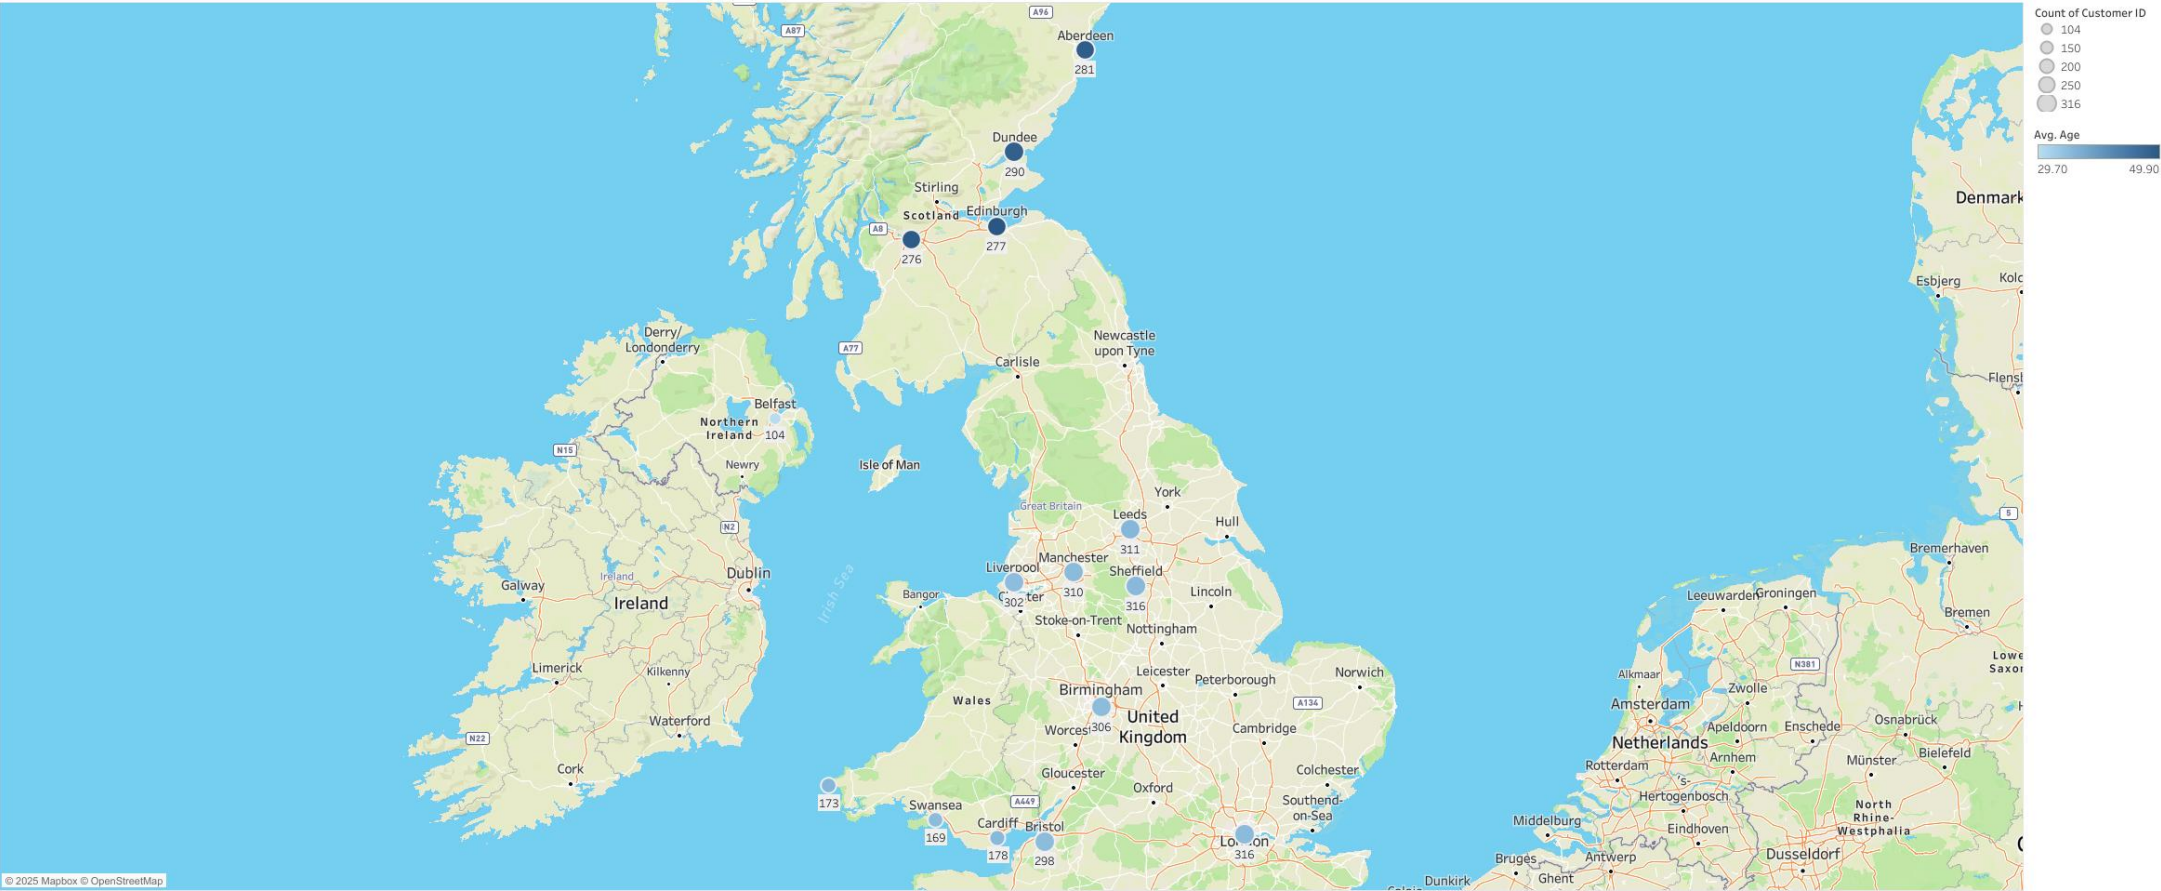 A96
A87
Aberdeen
281
Dundee
290
Stirling
Scotland
Edinburgh
A8
277
276
Derry/
Londonderry
A77
Newcastle
upon Tyne
Carlisle
Belfast
Northern
Ireland
104
N15
Newry
Isle of Man
York
Great Britain
Leeds
Hull
N2
311
Dublin
Ireland
Galway
Ireland
Irish Sea
Liverpool
Manchester
Sheffield
302
310
316
Lincoln
Bangor
Stoke-on-Trent
Nottingham
Limerick
Kilkenny
Leicester
Peterborough
Norwich
Wales
Birmingham
A134
Waterford
306
United
Kingdom
Cambridge
N22
Cork
Gloucester
Colchester
173
Swansea
A449
Oxford
Southend-
on-Sea
169
Cardiff
Bristol
178
298
London
316
Denmark
Esbjerg
Kolc
Flensl
5
Bremerhaven
Leeuwarden
Groningen
Bremen
N381
Lowe
Saxor
Alkmaar
Zwolle
Amsterdam
Apeldoorn
Enschede
Osnabrück
Netherlands
Bielefeld
Rotterdam
Arnhem
Münster
's-
Hertogenbosch
North
Rhine-
Westphalia
Middelburg
Eindhoven
Bruges
Antwerp
Dusseldorf
Dunkirk
Ghent
© 2025 Mapbox © OpenStreetMap
Count of Customer ID
104
150
200
250
316
Avg. Age
29.70
49.90